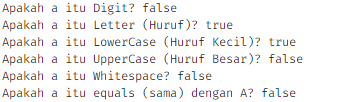 Apakah a itu Digit? false
Apakah a itu Letter (Huruf)? true
Apakah a itu LowerCase (Huruf Kecil)? true
Apakah a itu UpperCase (Huruf Besar)? false
Apakah a itu Whitespace? false
Apakah a itu equals (sama) dengan A? false